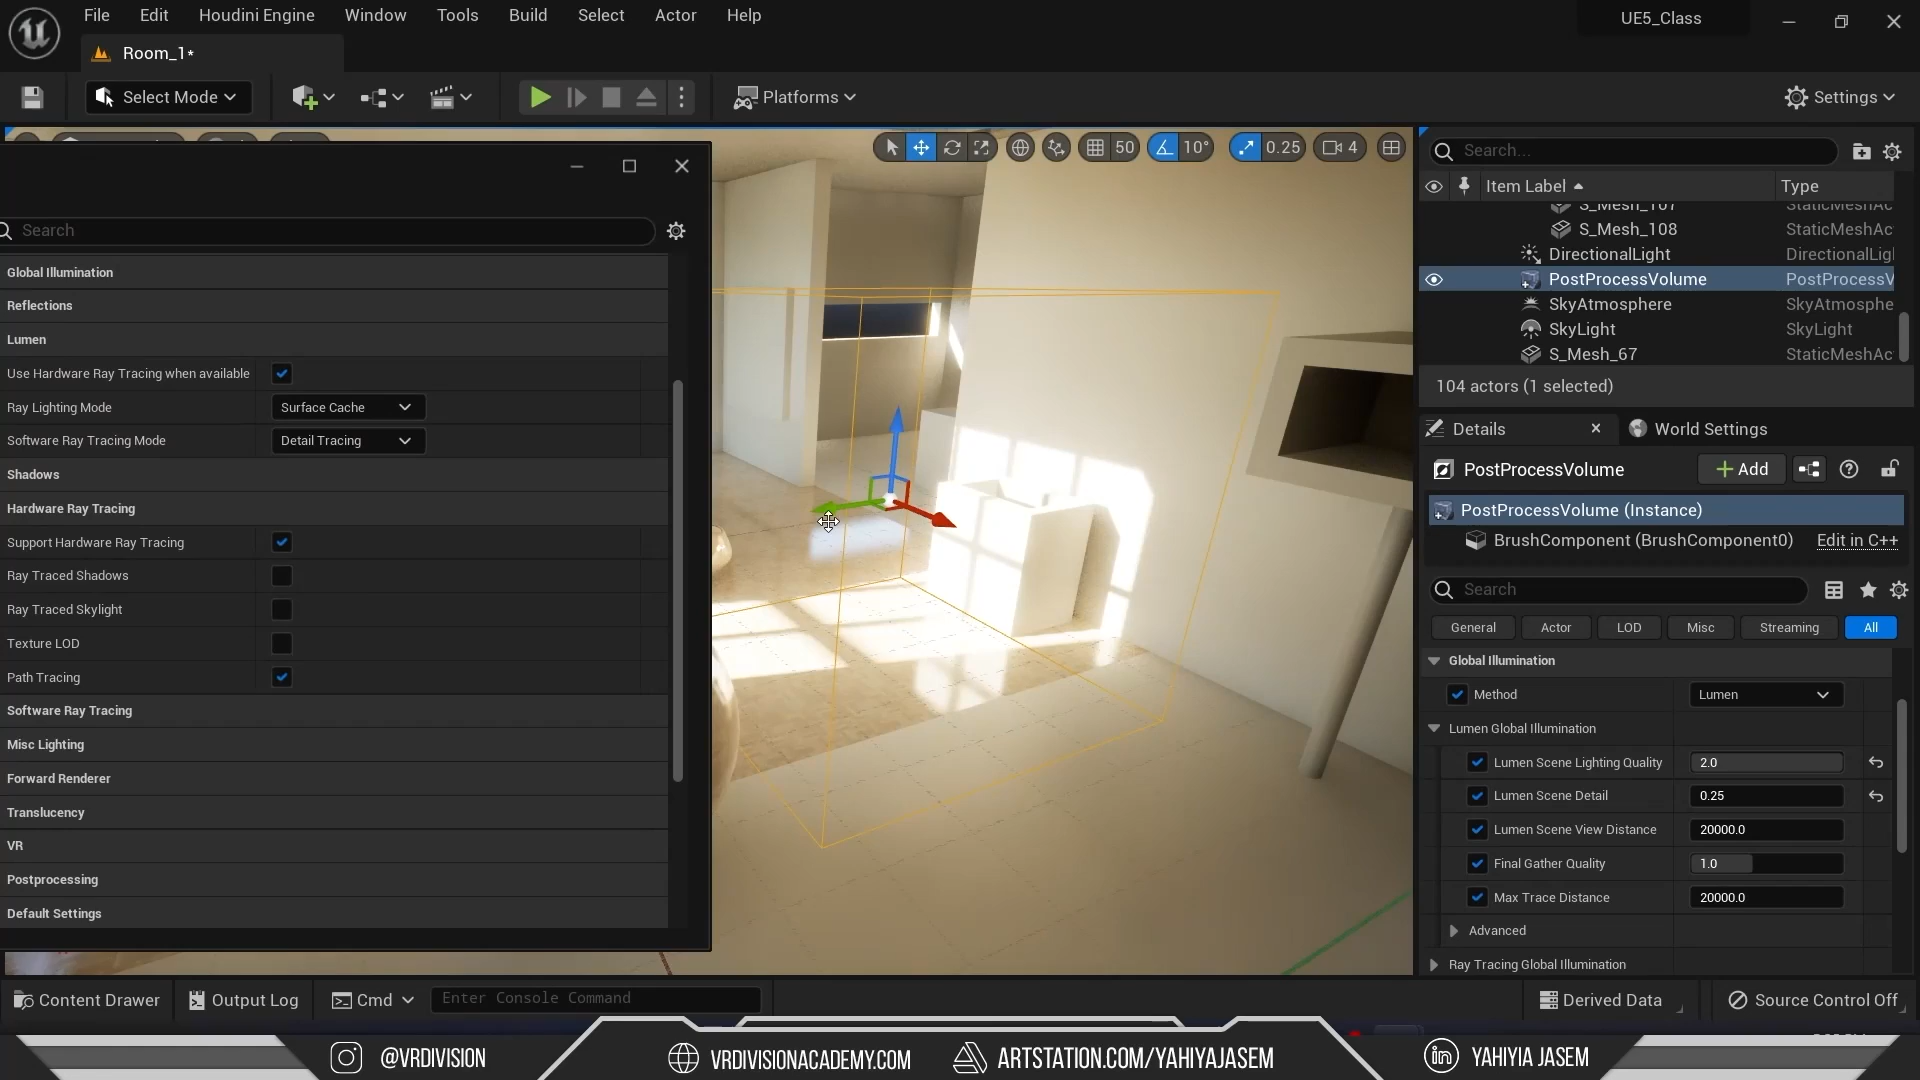 File Edit Houdini Engine Window Tools Build Select Actor Help
UE5_Class
Room_1*
Select Mode
Platforms
Settings
50
10°
0.25
4
Search
Global Illumination
Reflections
Lumen
Use Hardware Ray Tracing when available
Ray Lighting Mode Surface Cache
Software Ray Tracing Mode Detail Tracing
Shadows
Hardware Ray Tracing
Support Hardware Ray Tracing
Ray Traced Shadows
Ray Traced Skylight
Texture LOD
Path Tracing
Software Ray Tracing
Misc Lighting
Forward Renderer
Translucency
VR
Postprocessing
Default Settings
Search...
Item Label Type
S_Mesh_107 StaticMeshAc
S_Mesh_108 StaticMeshAc
DirectionalLight DirectionalLigl
PostProcessVolume PostProcessV
SkyAtmosphere SkyAtmosphe
SkyLight SkyLight
S_Mesh_67 StaticMeshAc
104 actors (1 selected)
Details World Settings
PostProcessVolume Add
PostProcessVolume (Instance)
BrushComponent (BrushComponent0) Edit in C++
Search
General Actor LOD Misc Streaming All
Global Illumination
Method Lumen
Lumen Global Illumination
Lumen Scene Lighting Quality 2.0
Lumen Scene Detail 0.25
Lumen Scene View Distance 20000.0
Final Gather Quality 1.0
Max Trace Distance 20000.0
Advanced
Ray Tracing Global Illumination
Content Drawer Output Log Cmd Enter Console Command Derived Data Source Control Off
@VRDIVISION VRDIVISIONACADEMY.COM ARTSTATION.COM/YAHIYAJASEM YAHIYIA JASEM